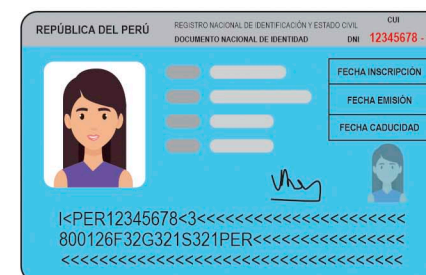 REPÚBLICA DEL PERÚ
REGISTRO NACIONAL DE IDENTIFICACIÓN Y ESTADO CIVIL
DOCUMENTO NACIONAL DE IDENTIDAD
CUI
DNI 12345678 -
FECHA INSCRIPCIÓN
FECHA EMISIÓN
FECHA CADUCIDAD
I<PER12345678<3<<<<<<<<<<<<<<<<<<<<<<<
800126F32G321S321PER<<<<<<<<<<<<<<<<<
<<<<<<<<<<<<<<<<<<<<<<<<<<<<<<<<<<<<<